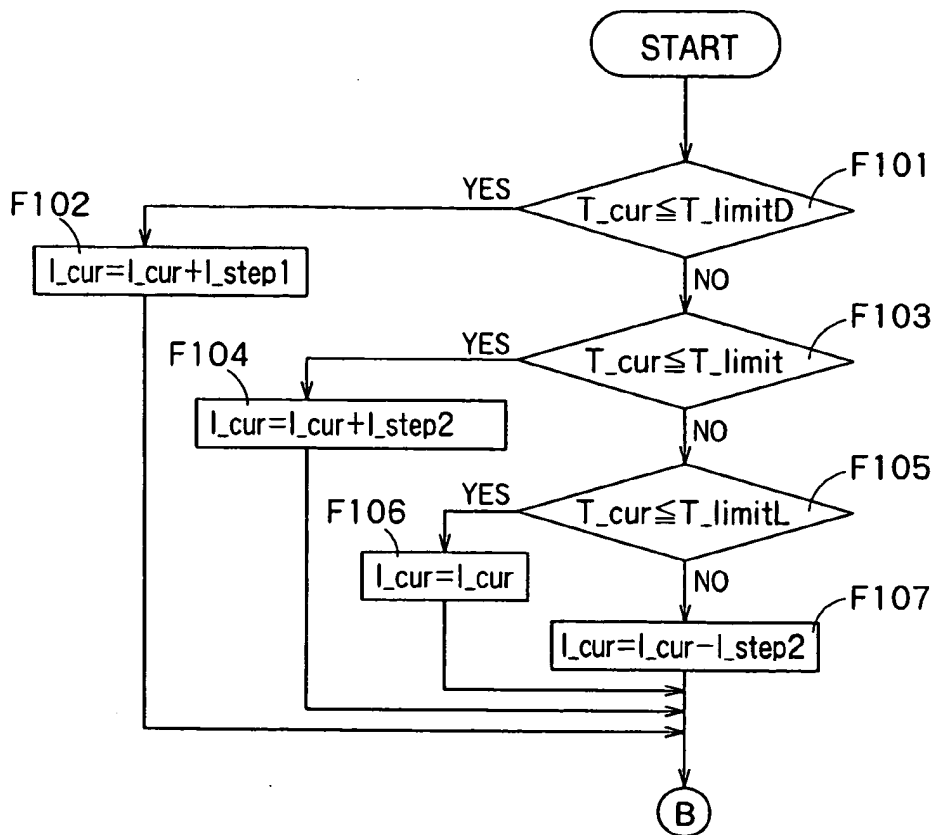 START
F101
T_cur≦T_limitD
YES
NO
F102
I_cur=I_cur+I_step1
F103
T_cur≦T_limit
YES
NO
F104
I_cur=I_cur+I_step2
F105
T_cur≦T_limitL
YES
NO
F106
I_cur=I_cur
F107
I_cur=I_cur−I_step2
B